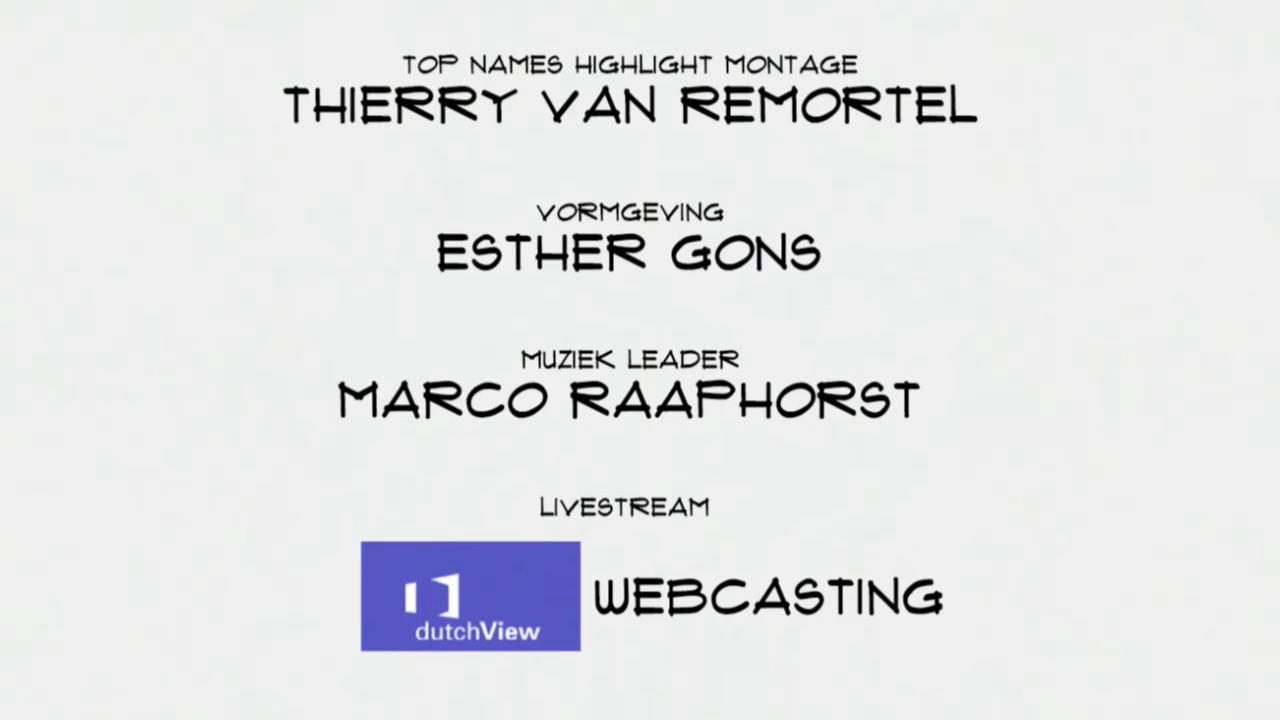 TOP NAMES HIGHLIGHT MONTAGE
THIERRY VAN REMORTEL
VORMGEVING
ESTHER GONS
MUZIEK LEADER
MARCO RAAPHORST
LIVESTREAM
dutchView WEBCASTING